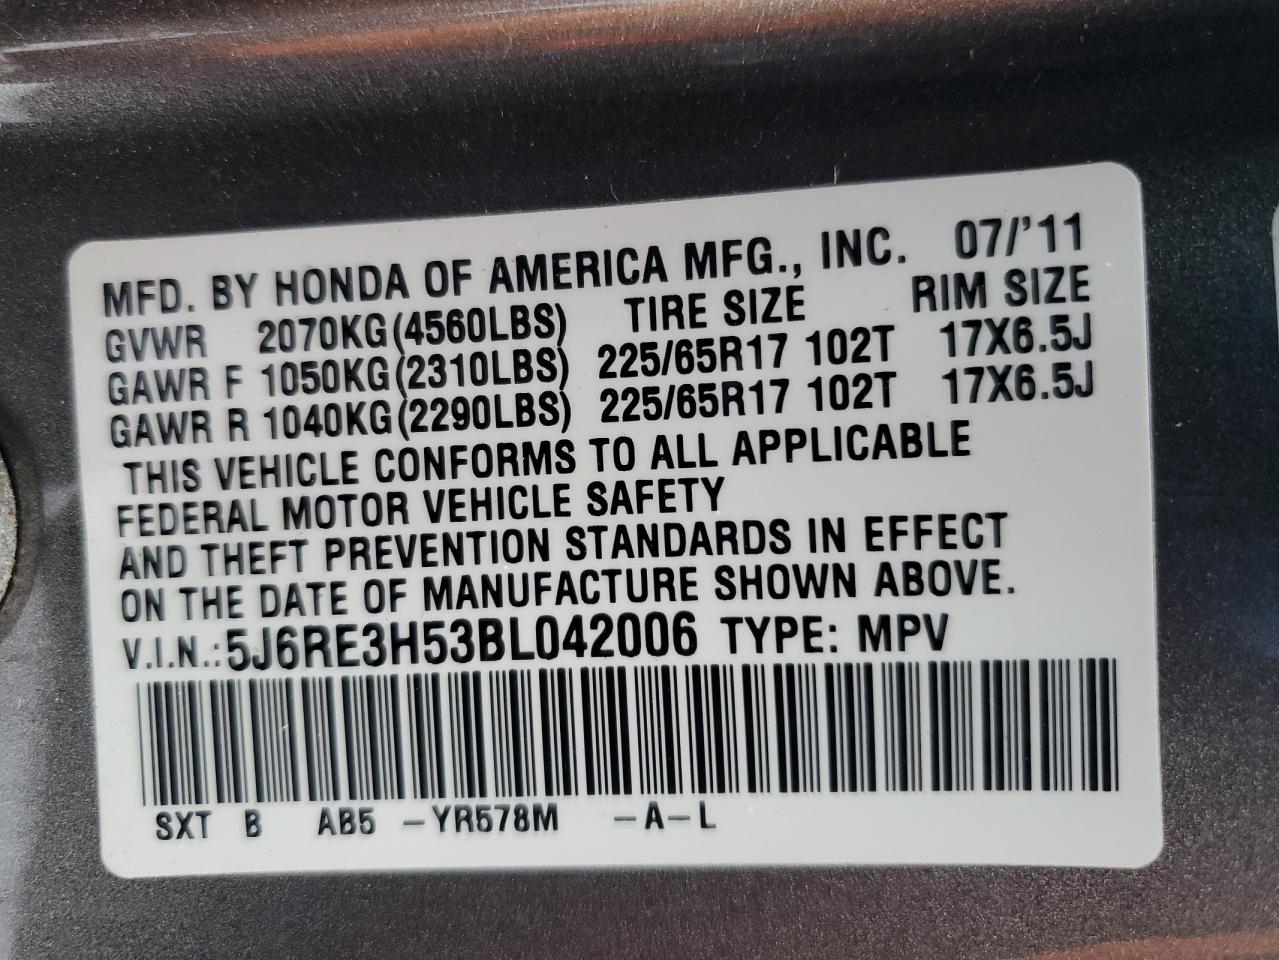 MFD. BY HONDA OF AMERICA MFG., INC. 07/'11
GVWR 2070KG(4560LBS) TIRE SIZE RIM SIZE
GAWR F 1050KG(2310LBS) 225/65R17 102T 17X6.5J
GAWR R 1040KG(2290LBS) 225/65R17 102T 17X6.5J
THIS VEHICLE CONFORMS TO ALL APPLICABLE
FEDERAL MOTOR VEHICLE SAFETY
AND THEFT PREVENTION STANDARDS IN EFFECT
ON THE DATE OF MANUFACTURE SHOWN ABOVE.
V.I.N.:5J6RE3H53BL042006 TYPE: MPV
SXT B AB5 -YR578M -A-L